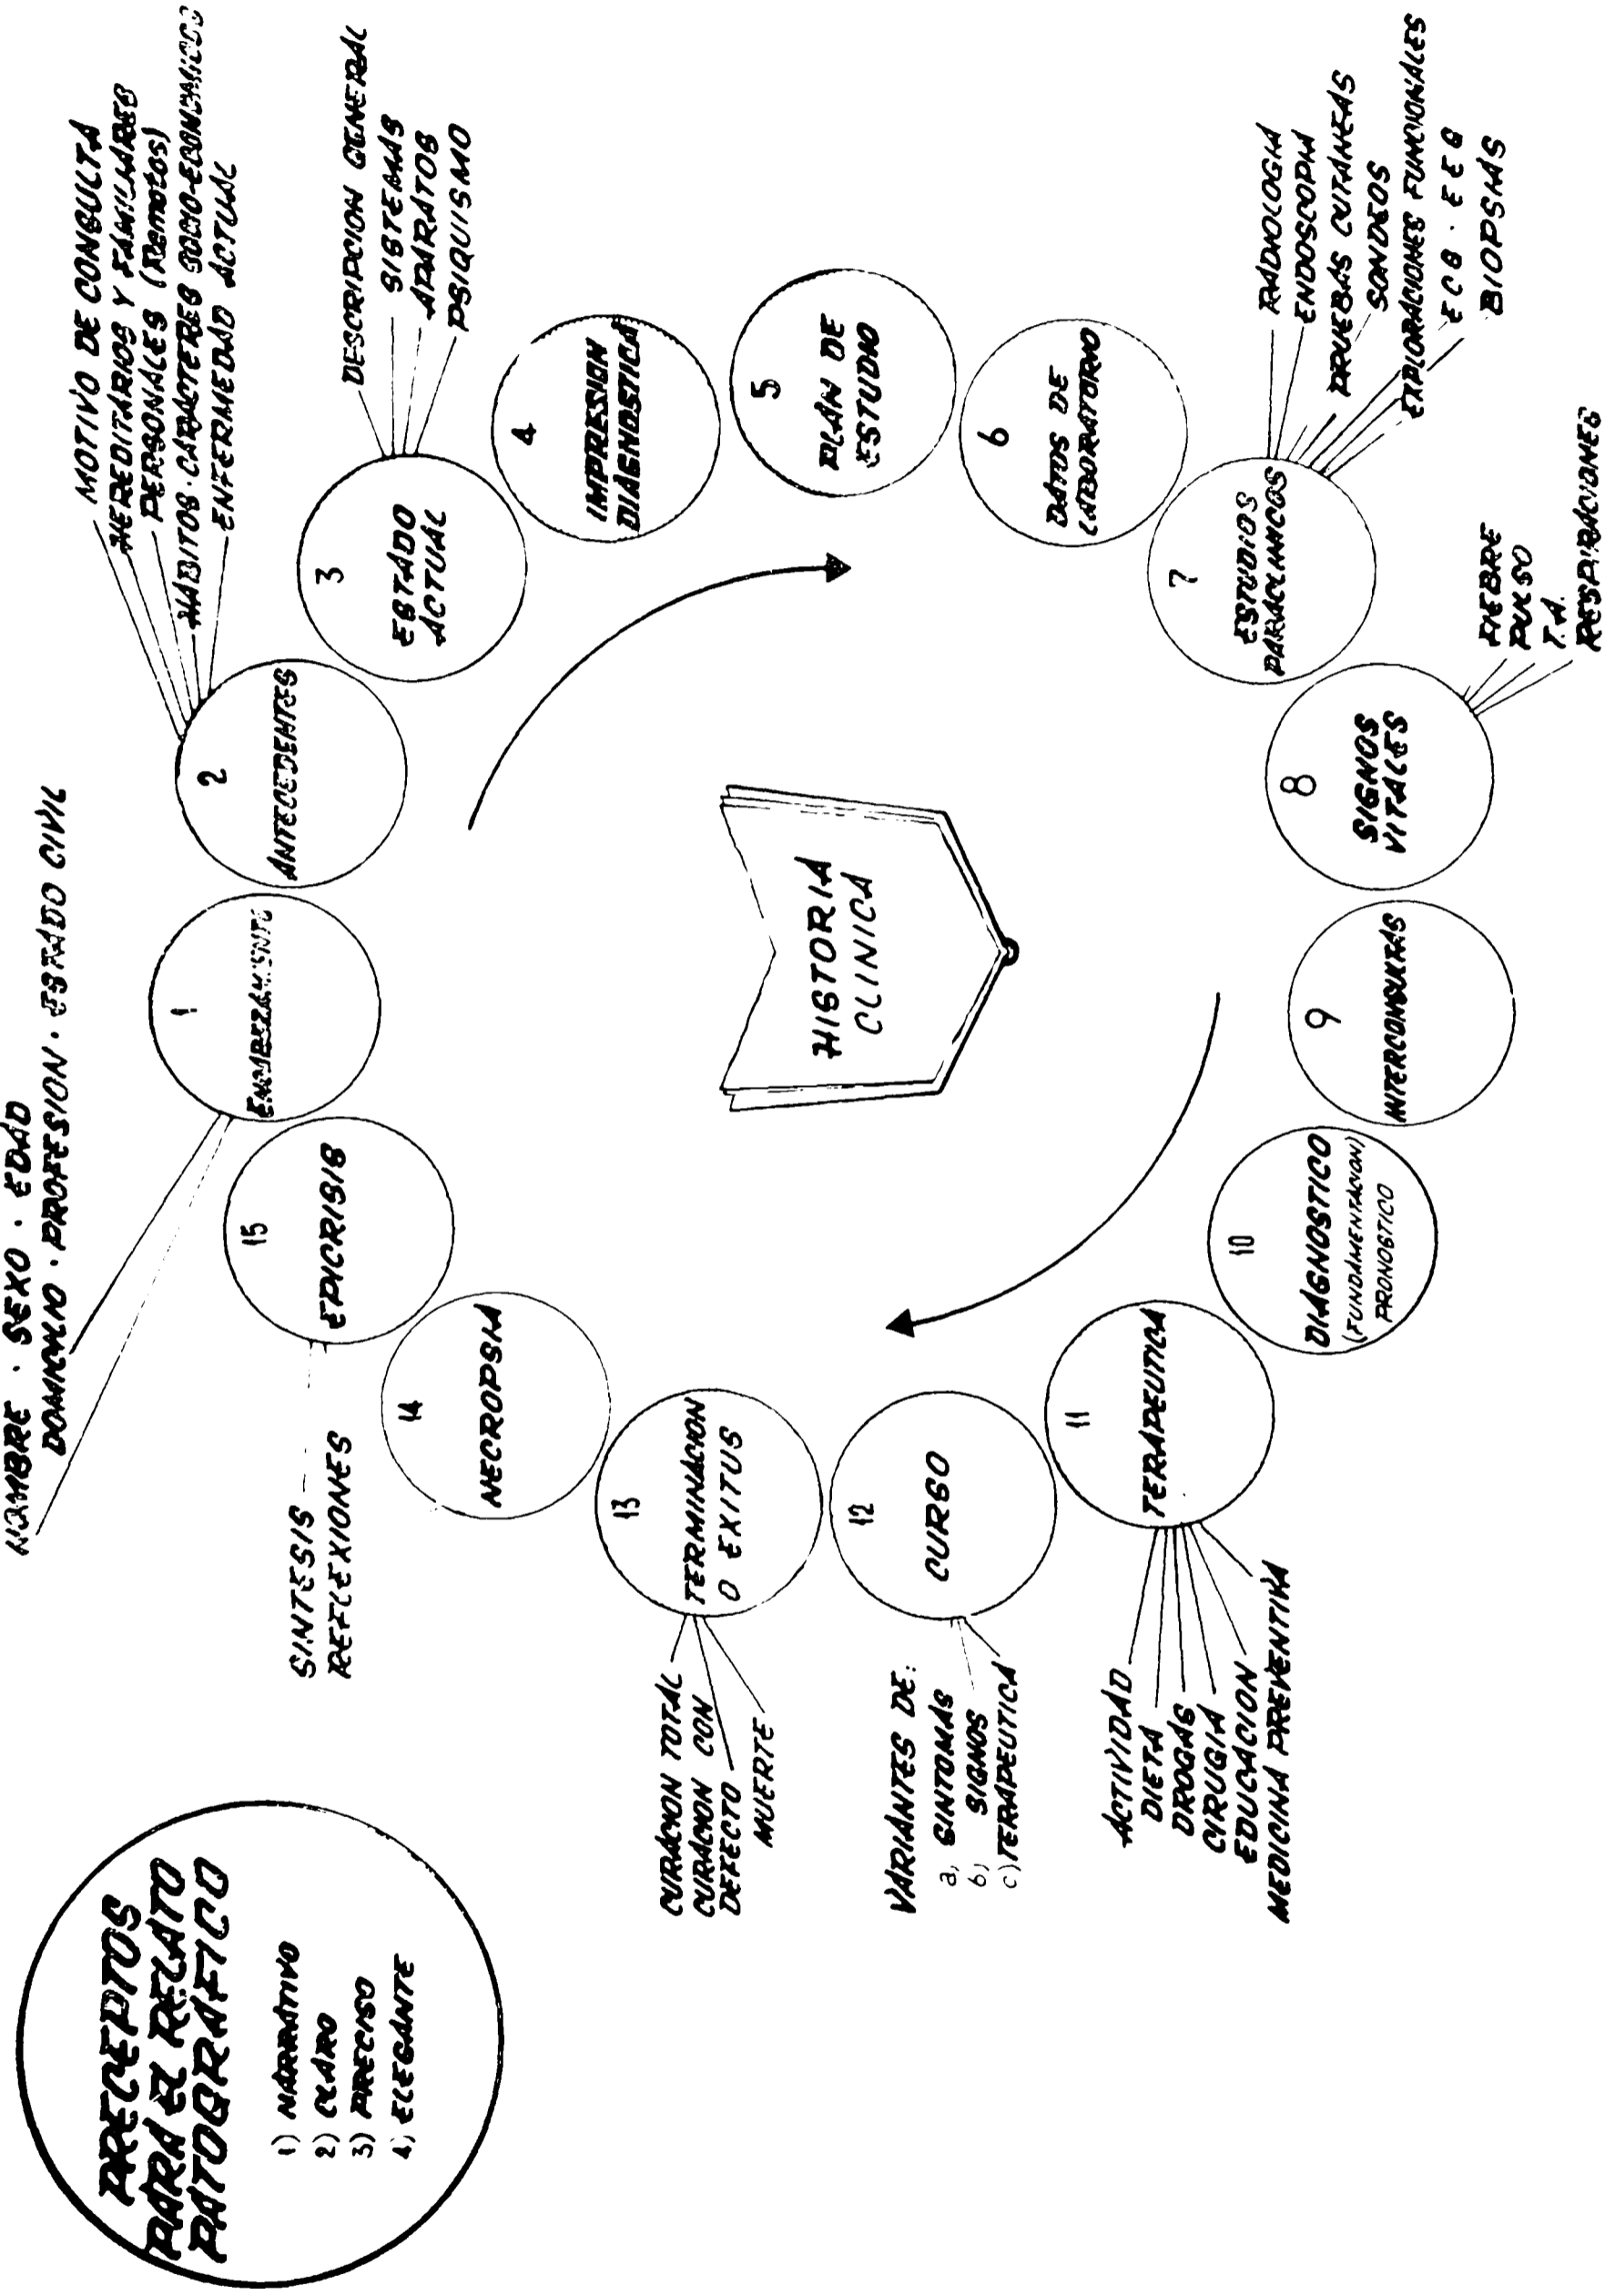 PRECEPTOS
PARA EL RELATO
PATOGRAFICO
1) NARRATIVO
2) CLARO
3) PRECISO
4) ELEGANTE
HISTORIA
CLINICA
NOMBRE · SEXO · EDAD
DOMICILIO · PROFESION · ESTADO CIVIL
1
ENCABEZAMIENTO
MOTIVO DE CONSULTA
HEREDITARIOS Y FAMILIARES
PERSONALES (Remotos)
HABITOS · CARACTERES SOCIO-ECONOMICOS
ENFERMEDAD ACTUAL
2
ANTECEDENTES
DESCRIPCION GENERAL
SISTEMAS
APARATOS
PSIQUISMO
3
ESTADO
ACTUAL
4
IMPRESION
DIAGNOSTICA
5
PLAN DE
ESTUDIO
6
DATOS DE
LABORATORIO
7
ESTUDIOS
PARACLINICOS
RADIOLOGIA
ENDOSCOPIA
PRUEBAS CUTANEAS
SONDEOS
EXPLORACIONES FUNCIONALES
E C G · E E G
BIOPSIAS
8
SIGNOS
VITALES
FIEBRE
PULSO
T.A.
RESPIRACIONES
9
INTERCONSULTAS
10
DIAGNOSTICO
(FUNDAMENTACION)
PRONOSTICO
11
TERAPEUTICA
ACTIVIDAD
DIETA
DROGAS
CIRUGIA
EDUCACION
MEDICINA PREVENTIVA
12
CURSO
VARIANTES DE:
a) SINTOMAS
b) SIGNOS
c) TERAPEUTICA
13
TERMINACION
O EXITUS
CURACION TOTAL
CURACION CON
DEFECTO
MUERTE
14
NECROPSIA
15
EPICRISIS
SINTESIS
REFLEXIONES